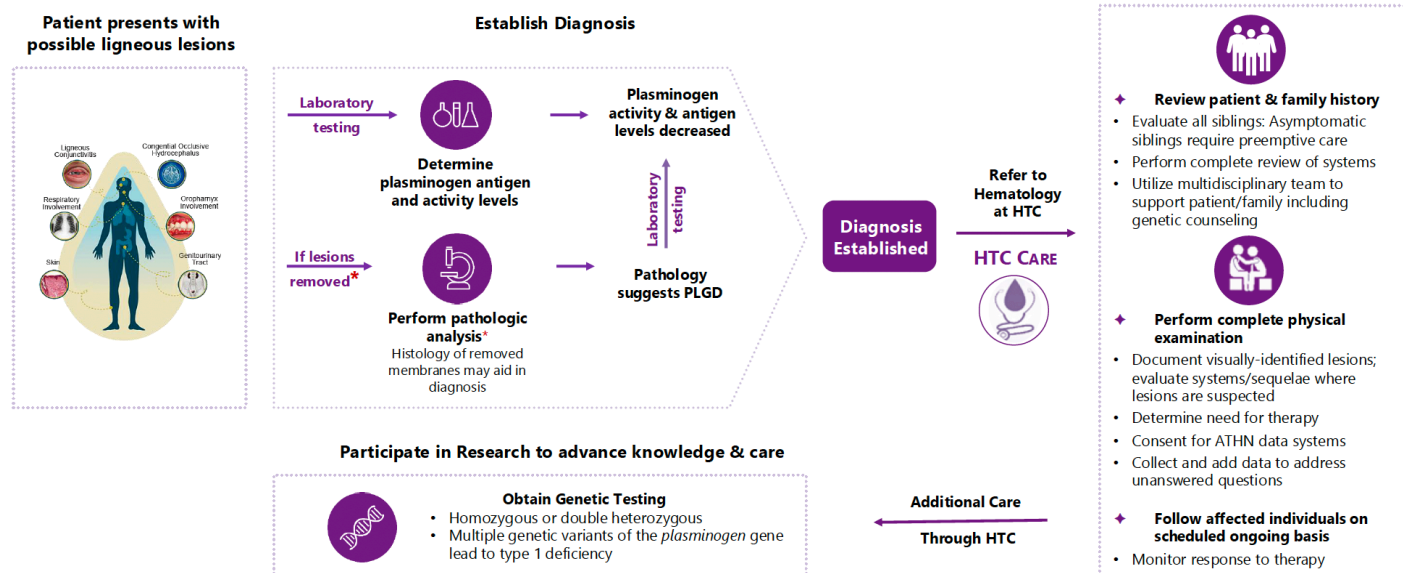 Patient presents with
possible ligneous lesions
Ligneous
Conjunctivitis
Congential Occlusive
Hydrocephalus
Respiratory
Involvement
Oropharnyx
Involvement
Skin
Genitourinary
Tract
Establish Diagnosis
Laboratory
testing
Determine
plasminogen antigen
and activity levels
Plasminogen
activity & antigen
levels decreased
Laboratory
testing
If lesions
removed*
Perform pathologic
analysis*
Histology of removed
membranes may aid in
diagnosis
Pathology
suggests PLGD
Diagnosis
Established
Refer to
Hematology
at HTC
HTC CARE
✦ Review patient & family history
• Evaluate all siblings: Asymptomatic
siblings require preemptive care
• Perform complete review of systems
• Utilize multidisciplinary team to
support patient/family including
genetic counseling
✦ Perform complete physical
examination
• Document visually-identified lesions;
evaluate systems/sequelae where
lesions are suspected
• Determine need for therapy
• Consent for ATHN data systems
• Collect and add data to address
unanswered questions
✦ Follow affected individuals on
scheduled ongoing basis
• Monitor response to therapy
Additional Care
Through HTC
Participate in Research to advance knowledge & care
Obtain Genetic Testing
• Homozygous or double heterozygous
• Multiple genetic variants of the plasminogen gene
lead to type 1 deficiency